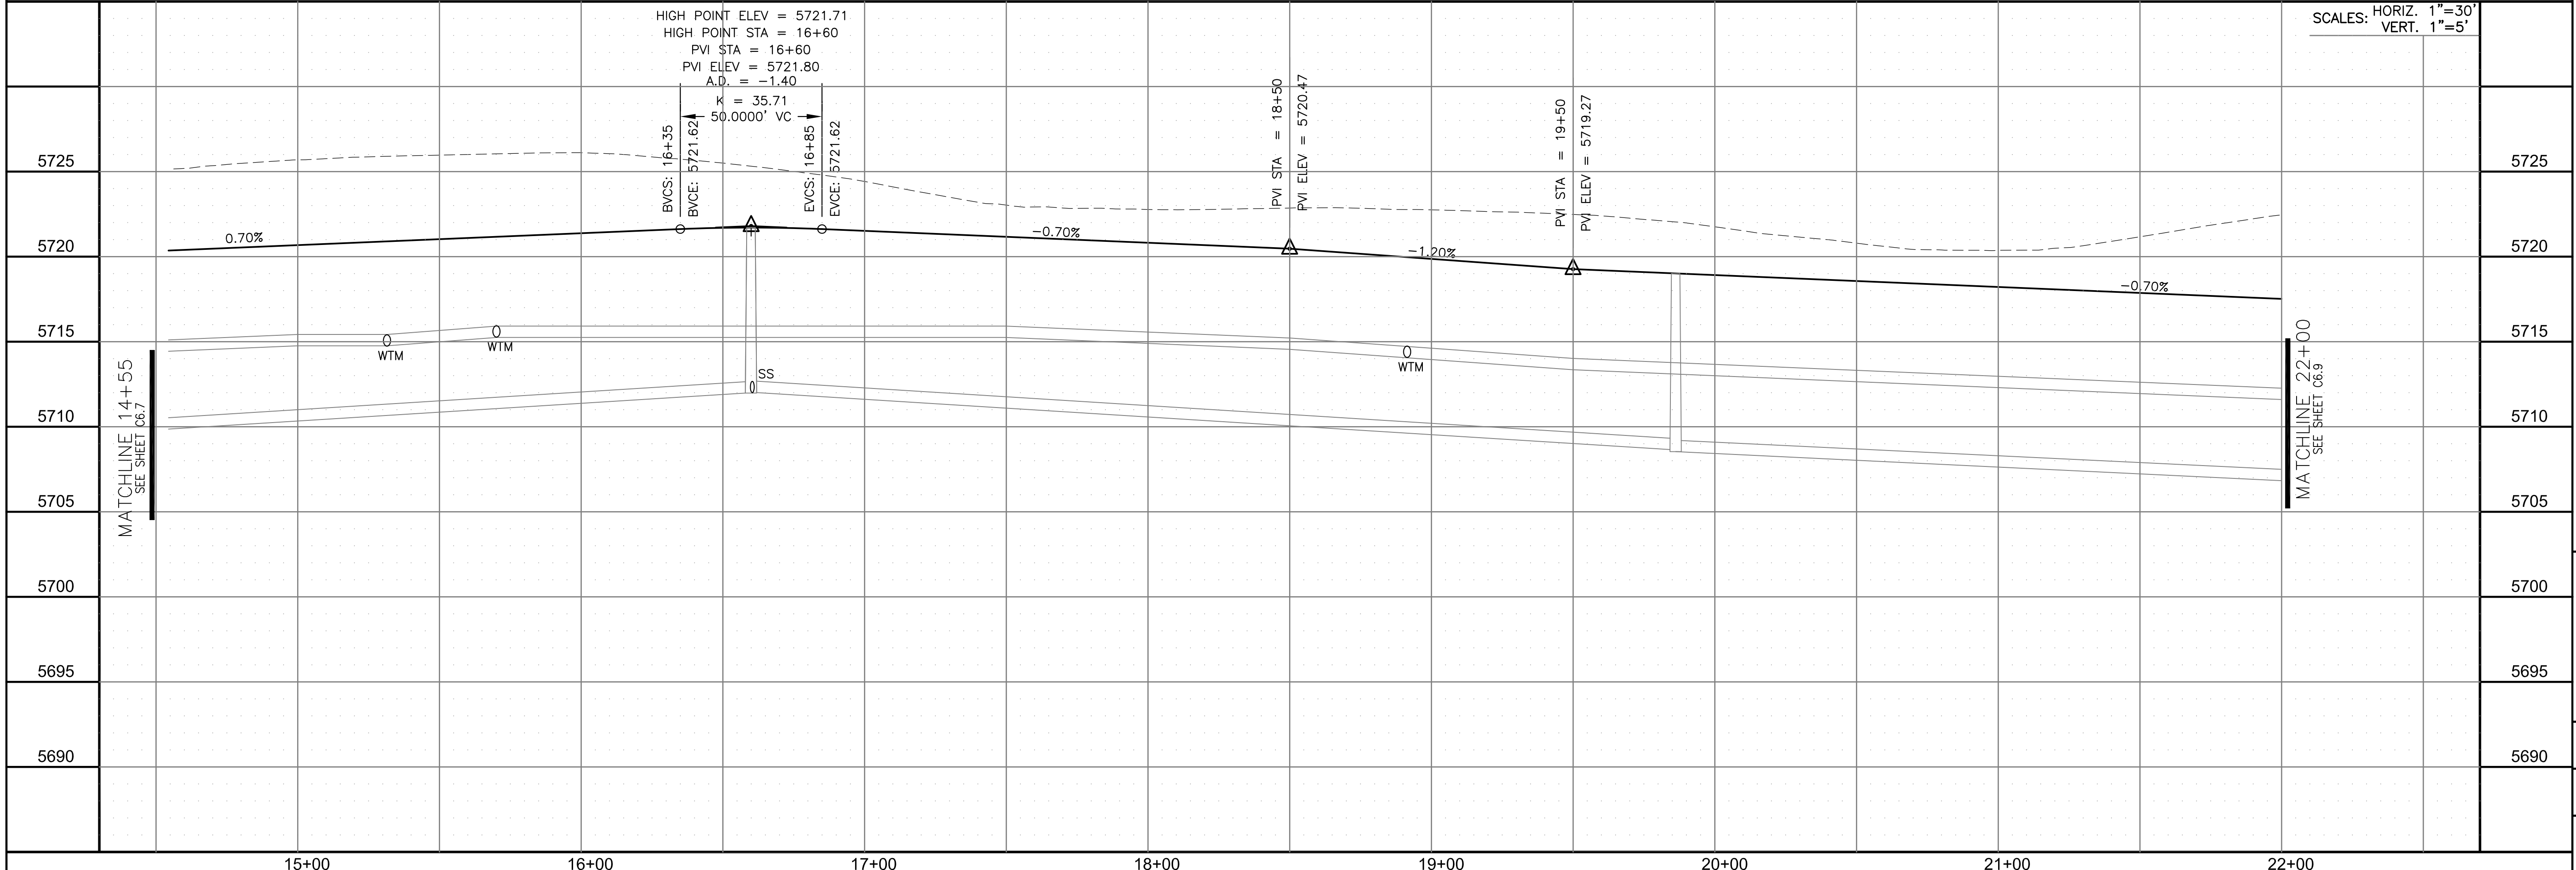 HIGH POINT ELEV = 5721.71
HIGH POINT STA = 16+60
PVI STA = 16+60
PVI ELEV = 5721.80
A.D. = -1.40
K = 35.71
50.0000' VC
SCALES: HORIZ. 1"=30'
VERT. 1"=5'
BVCS: 16+35
BVCE: 5721.62
EVCS: 16+85
EVCE: 5721.62
PVI STA = 18+50
PVI ELEV = 5720.47
PVI STA = 19+50
PVI ELEV = 5719.27
5725
5725
0.70%
-0.70%
-1.20%
-0.70%
5720
5720
5715
5715
WTM
WTM
WTM
SS
MATCHLINE 14+55
SEE SHEET C6.7
MATCHLINE 22+00
SEE SHEET C6.9
5710
5710
5705
5705
5700
5700
5695
5695
5690
5690
15+00
16+00
17+00
18+00
19+00
20+00
21+00
22+00